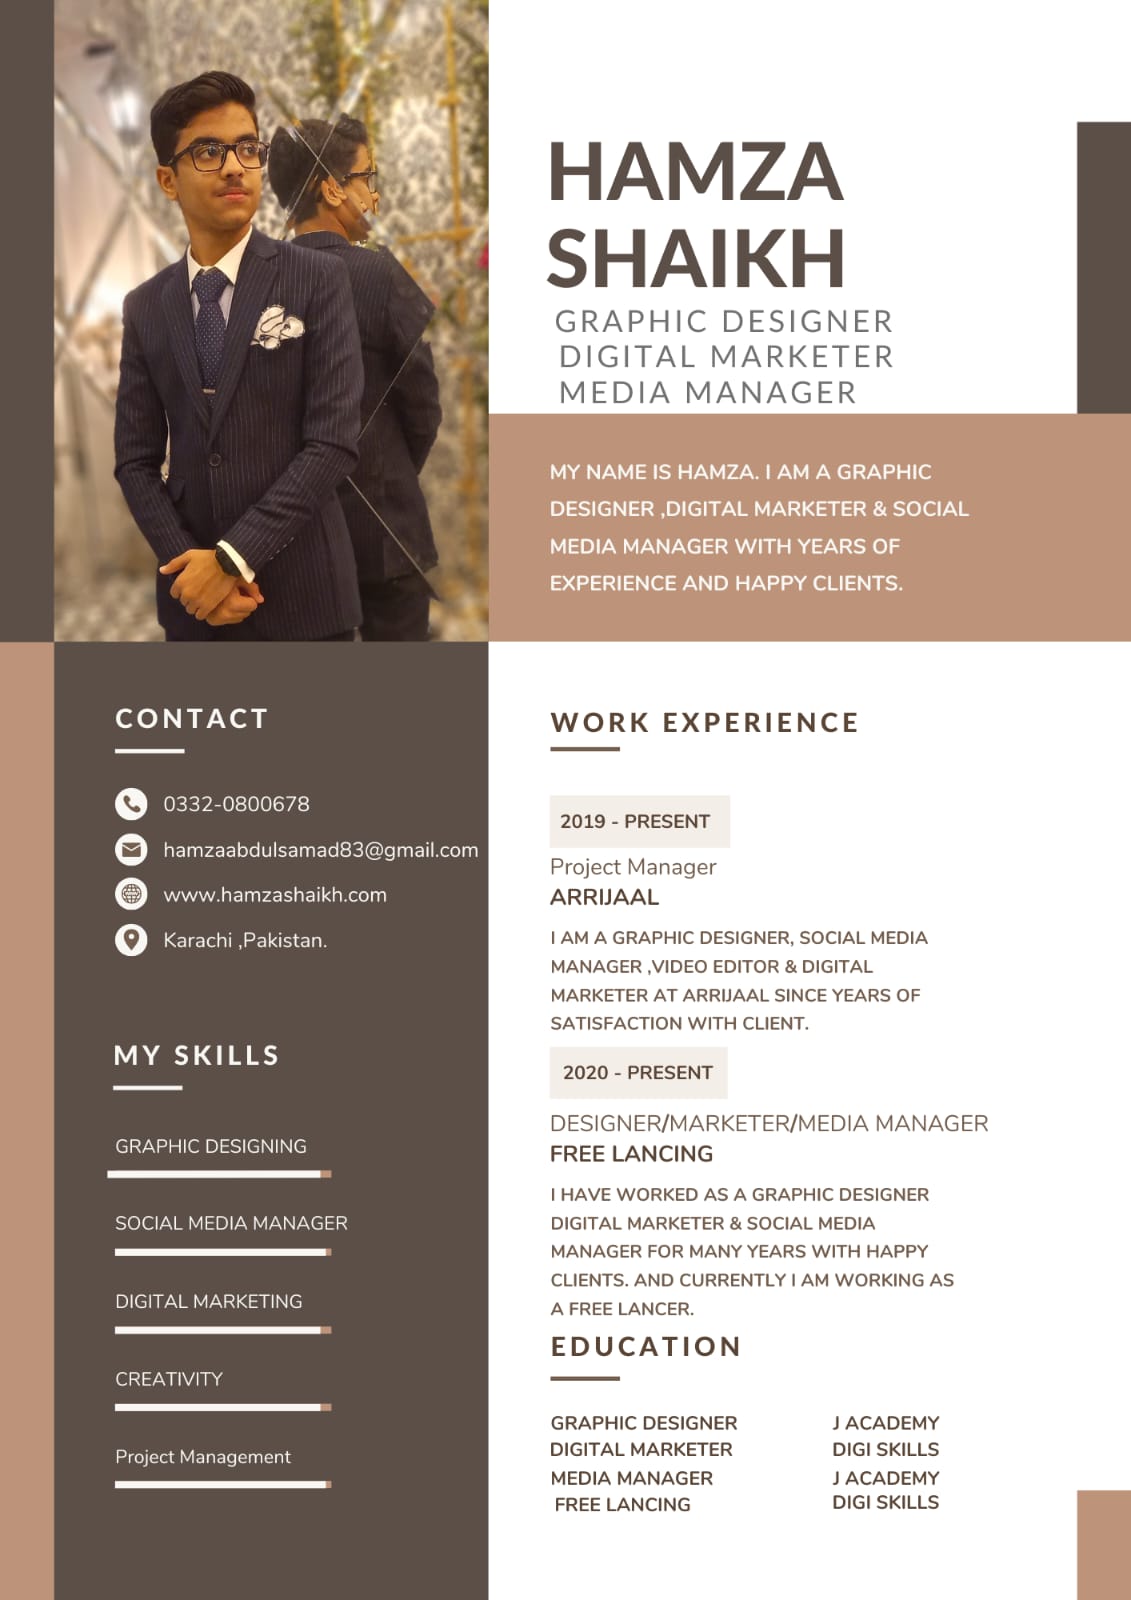 HAMZA
SHAIKH
GRAPHIC DESIGNER
DIGITAL MARKETER
MEDIA MANAGER
MY NAME IS HAMZA. I AM A GRAPHIC
DESIGNER ,DIGITAL MARKETER & SOCIAL
MEDIA MANAGER WITH YEARS OF
EXPERIENCE AND HAPPY CLIENTS.
CONTACT
0332-0800678
hamzaabdulsamad83@gmail.com
www.hamzashaikh.com
Karachi ,Pakistan.
MY SKILLS
GRAPHIC DESIGNING
SOCIAL MEDIA MANAGER
DIGITAL MARKETING
CREATIVITY
Project Management
WORK EXPERIENCE
2019 - PRESENT
Project Manager
ARRIJAAL
I AM A GRAPHIC DESIGNER, SOCIAL MEDIA
MANAGER ,VIDEO EDITOR & DIGITAL
MARKETER AT ARRIJAAL SINCE YEARS OF
SATISFACTION WITH CLIENT.
2020 - PRESENT
DESIGNER/MARKETER/MEDIA MANAGER
FREE LANCING
I HAVE WORKED AS A GRAPHIC DESIGNER
DIGITAL MARKETER & SOCIAL MEDIA
MANAGER FOR MANY YEARS WITH HAPPY
CLIENTS. AND CURRENTLY I AM WORKING AS
A FREE LANCER.
EDUCATION
GRAPHIC DESIGNER J ACADEMY
DIGITAL MARKETER DIGI SKILLS
MEDIA MANAGER J ACADEMY
FREE LANCING DIGI SKILLS